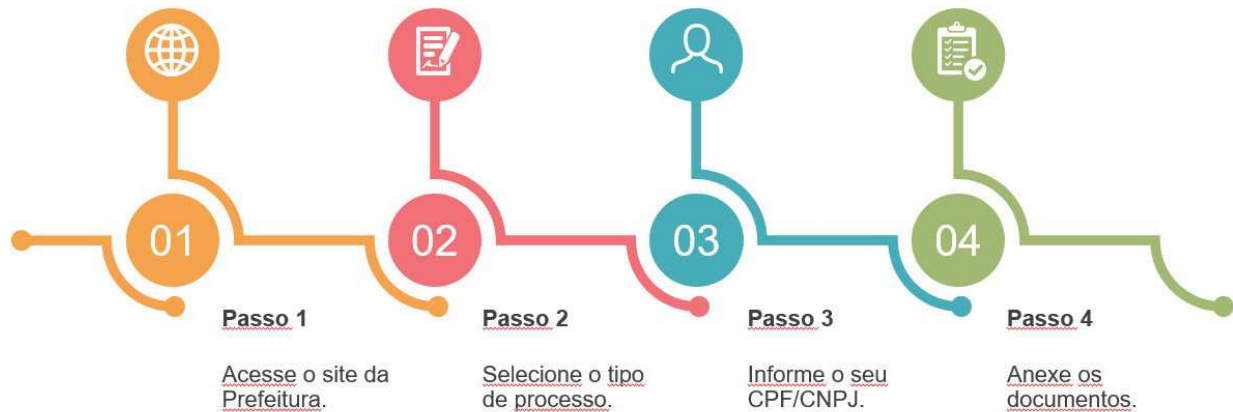 01
02
03
04
Passo 1
Acesse o site da
Prefeitura.
Passo 2
Selecione o tipo
de processo.
Passo 3
Informe o seu
CPF/CNPJ.
Passo 4
Anexe os
documentos.